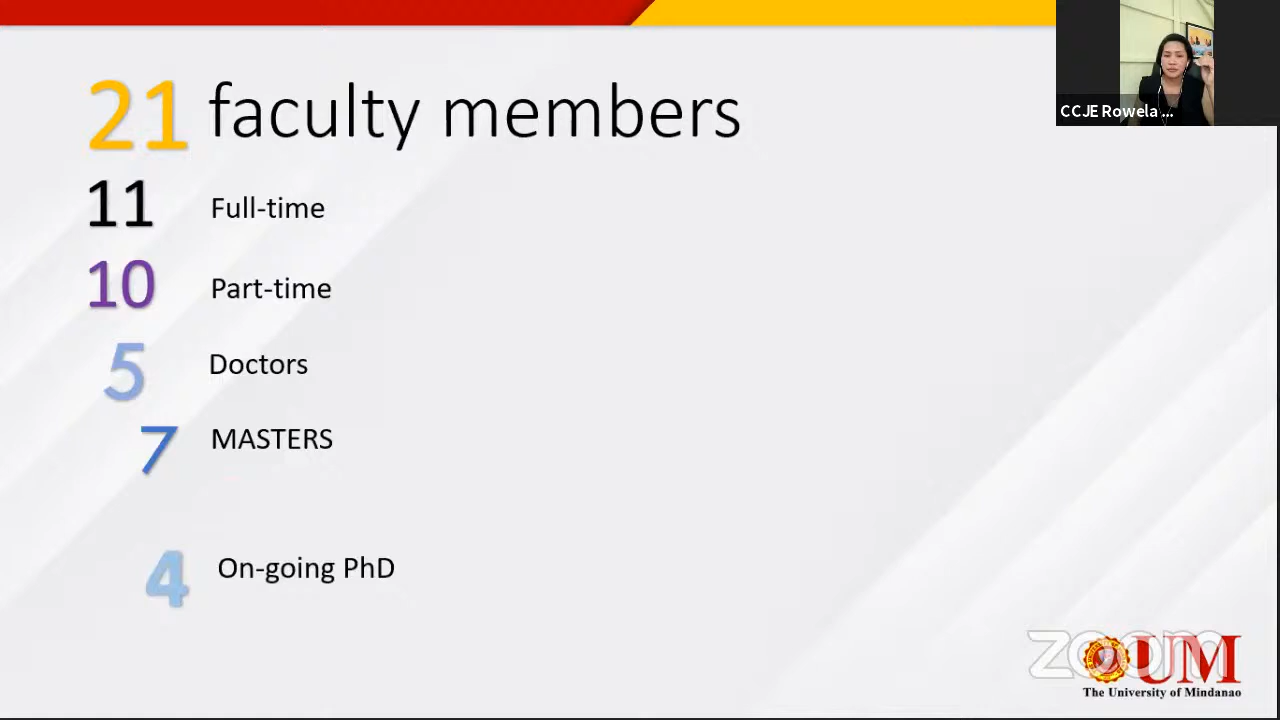 21 faculty members
CCJE Rowela ...
11 Full-time
10 Part-time
5 Doctors
7 MASTERS
4 On-going PhD
zoom
UM
The University of Mindanao